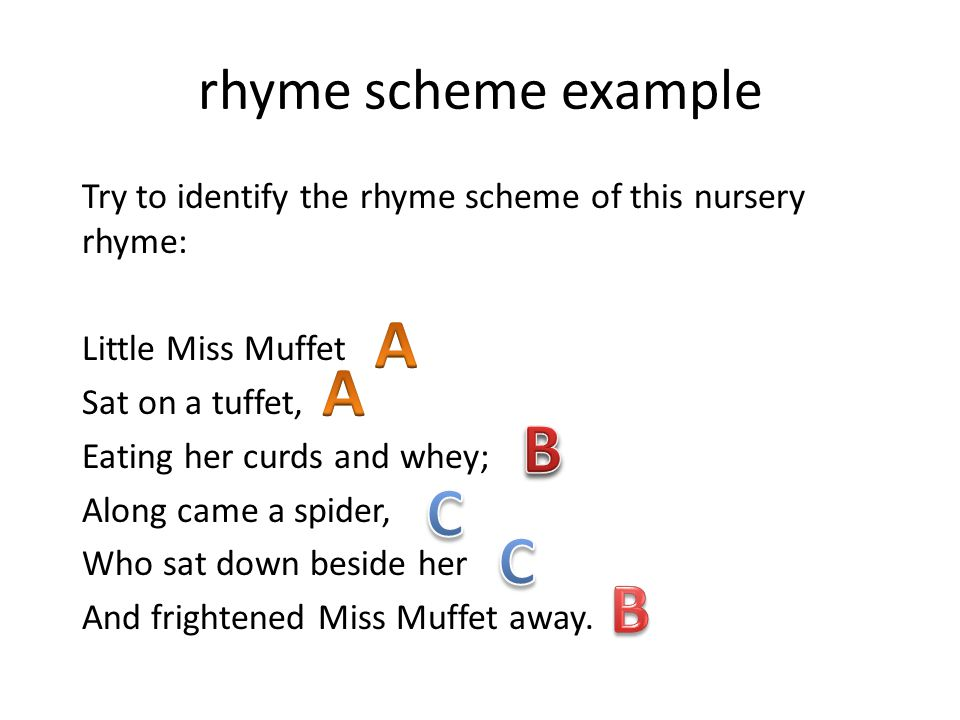 rhyme scheme example
Try to identify the rhyme scheme of this nursery
rhyme:
Little Miss Muffet A
Sat on a tuffet, A
Eating her curds and whey; B
Along came a spider, C
Who sat down beside her C
And frightened Miss Muffet away. B